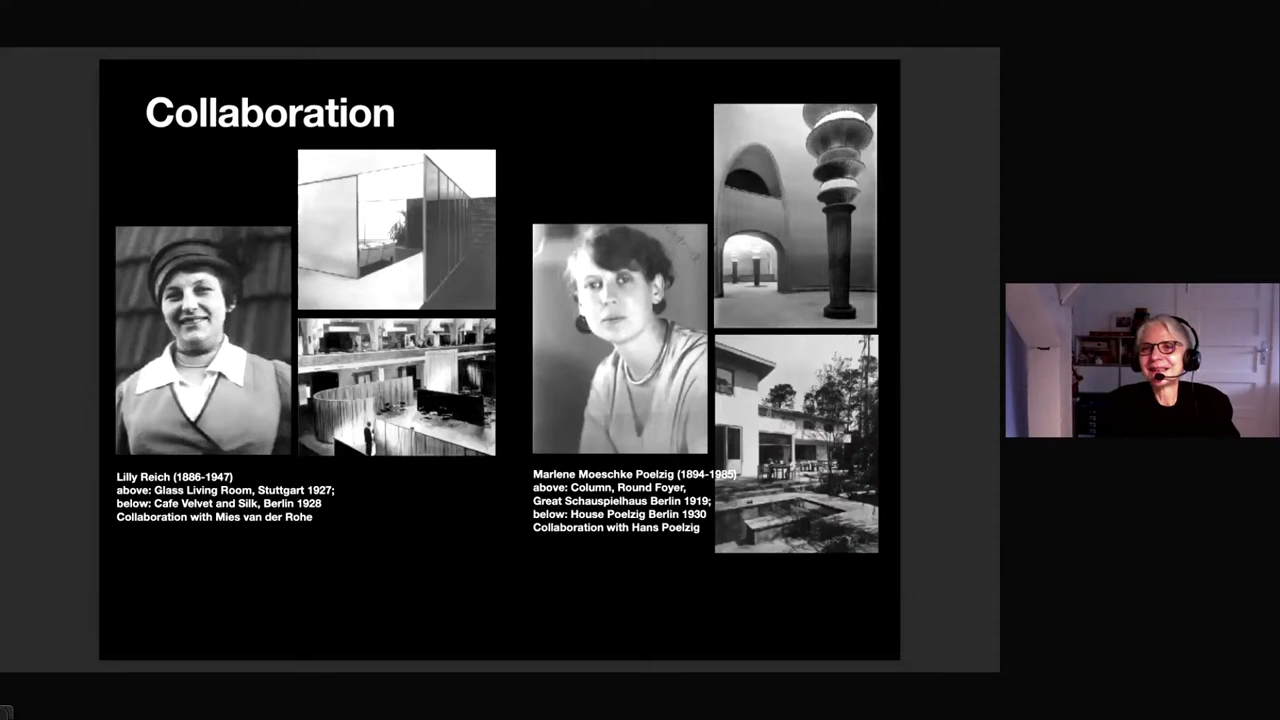 Collaboration
Lilly Reich (1886-1947)
above: Glass Living Room, Stuttgart 1927;
below: Cafe Velvet and Silk, Berlin 1928
Collaboration with Mies van der Rohe
Marlene Moeschke Poelzig (1894-1985)
above: Column, Round Foyer,
Great Schauspielhaus Berlin 1919;
below: House Poelzig Berlin 1930
Collaboration with Hans Poelzig